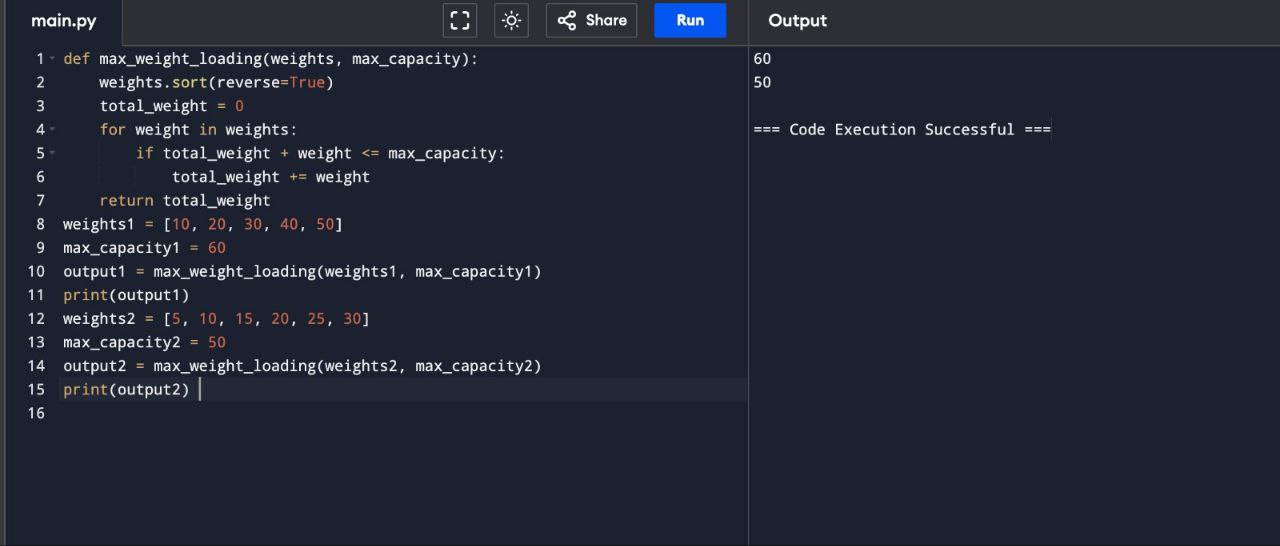 main.py Share Run Output
1 def max_weight_loading(weights, max_capacity):
2     weights.sort(reverse=True)
3     total_weight = 0
4     for weight in weights:
5         if total_weight + weight <= max_capacity:
6             total_weight += weight
7     return total_weight
8 weights1 = [10, 20, 30, 40, 50]
9 max_capacity1 = 60
10 output1 = max_weight_loading(weights1, max_capacity1)
11 print(output1)
12 weights2 = [5, 10, 15, 20, 25, 30]
13 max_capacity2 = 50
14 output2 = max_weight_loading(weights2, max_capacity2)
15 print(output2)
16
60
50
=== Code Execution Successful ===